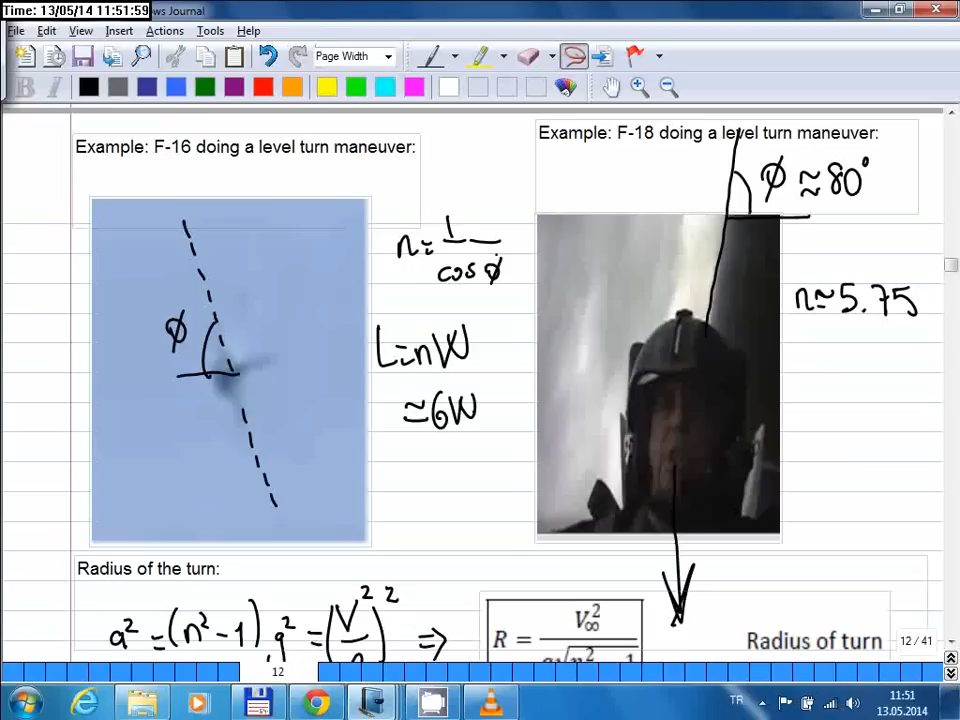 Time: 13/05/14 11:51:59
ws Journal
File Edit View Insert Actions Tools Help
Page Width
B I
Example: F-16 doing a level turn maneuver:
Example: F-18 doing a level turn maneuver:
ϕ ≈ 80°
n = 1 / cos ϕ
n ≈ 5.75
ϕ
L = nW
≃ 6W
Radius of the turn:
a² = (n² - 1) . g² = (V² /
)² ⇒
R = V∞² /
Radius of turn
12 / 41
12
TR
11:51
13.05.2014